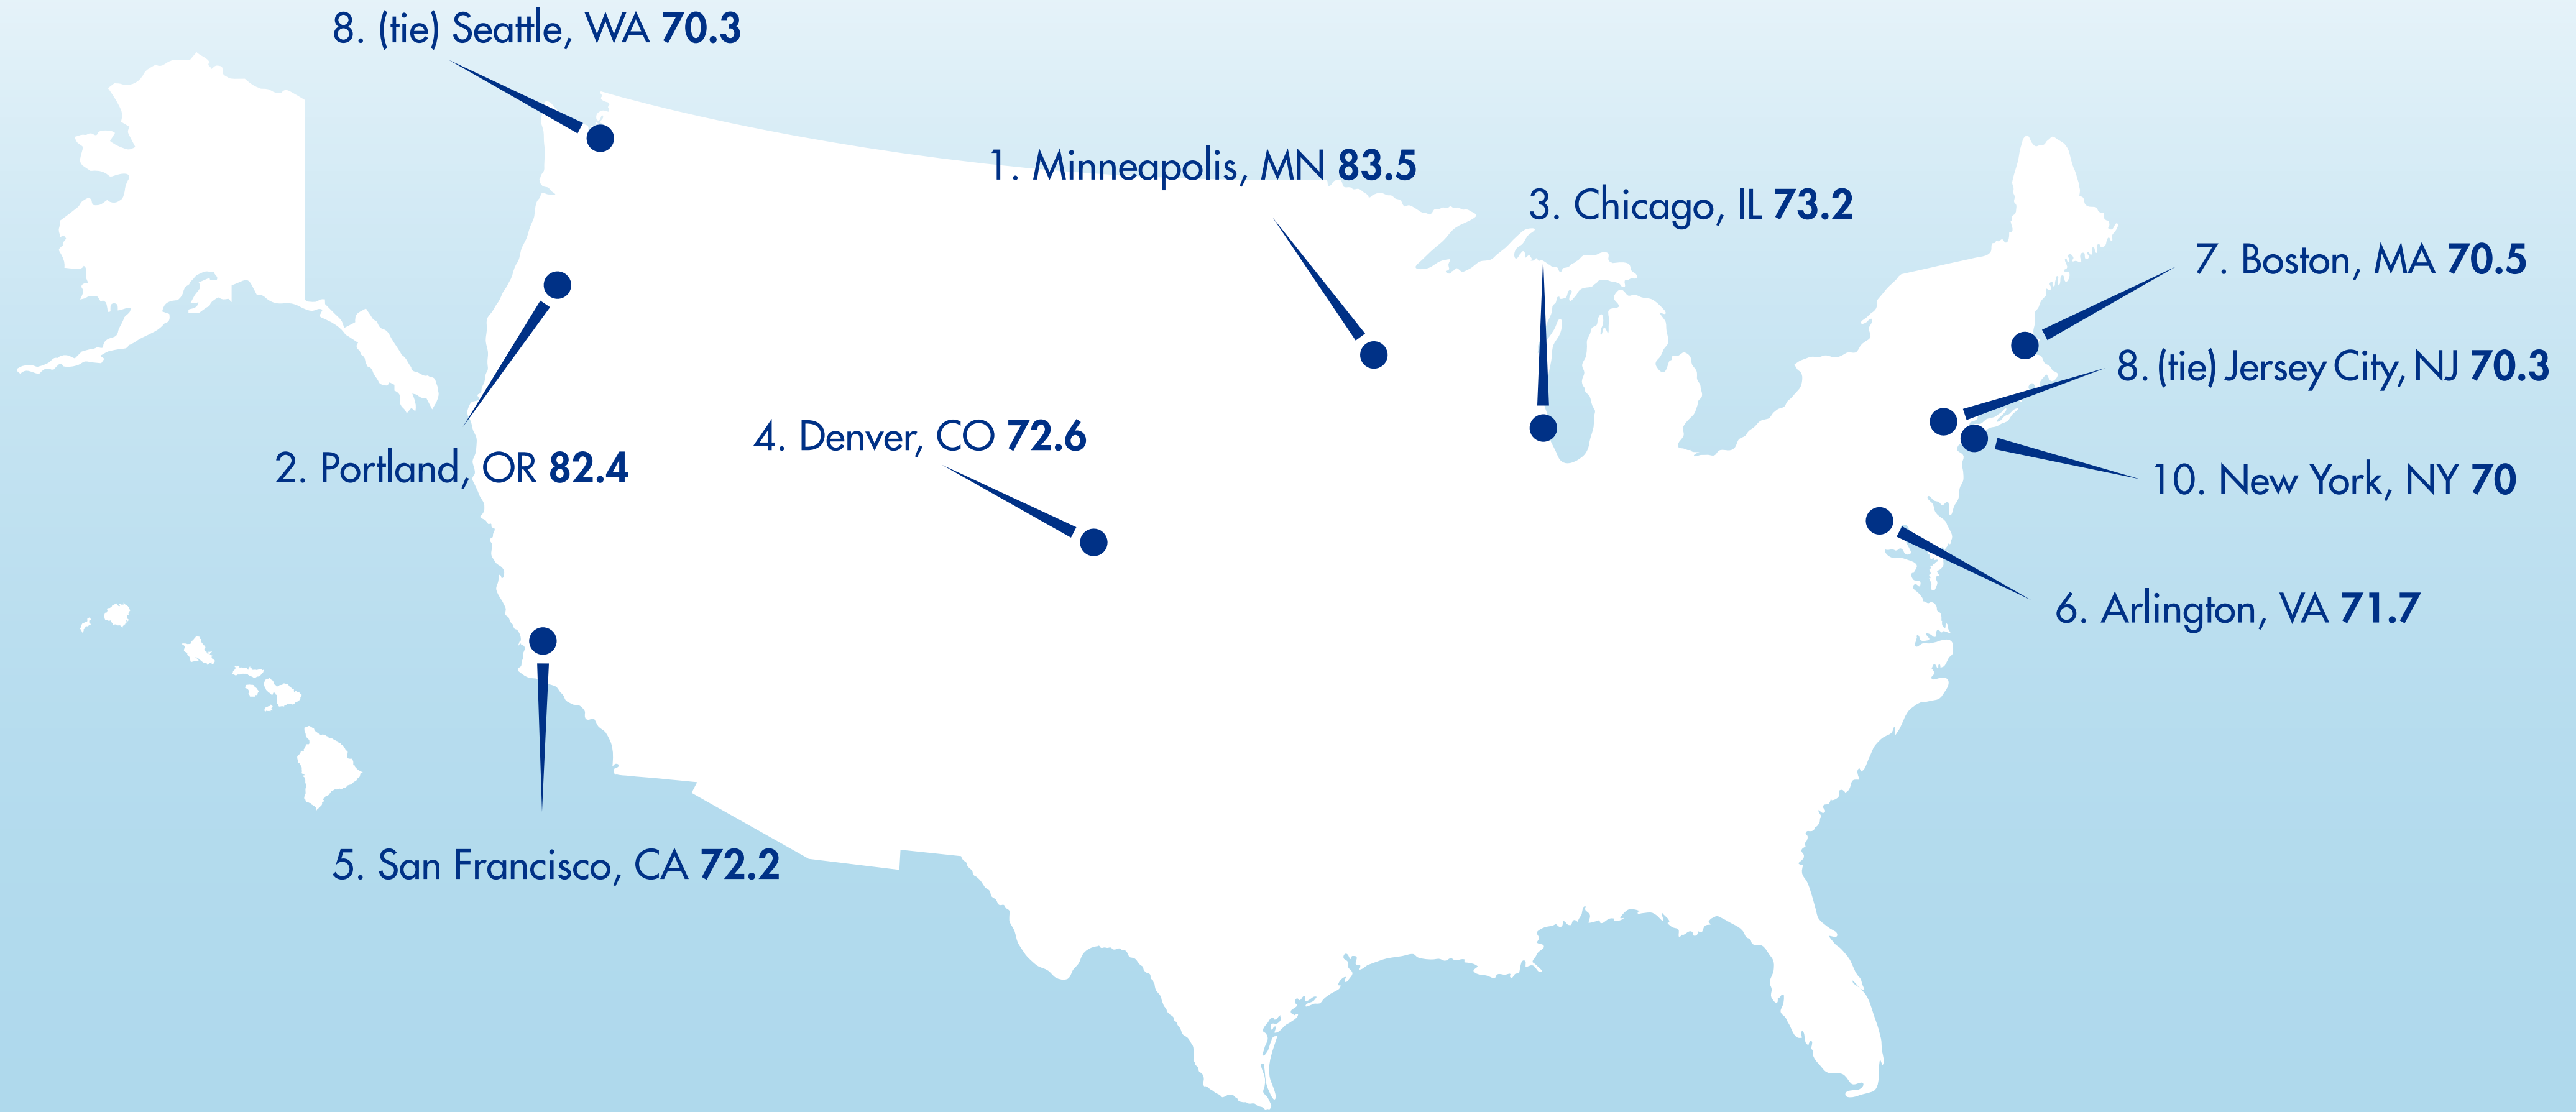 8. (tie) Seattle, WA 70.3
1. Minneapolis, MN 83.5
3. Chicago, IL 73.2
7. Boston, MA 70.5
8. (tie) Jersey City, NJ 70.3
4. Denver, CO 72.6
2. Portland, OR 82.4
10. New York, NY 70
6. Arlington, VA 71.7
5. San Francisco, CA 72.2